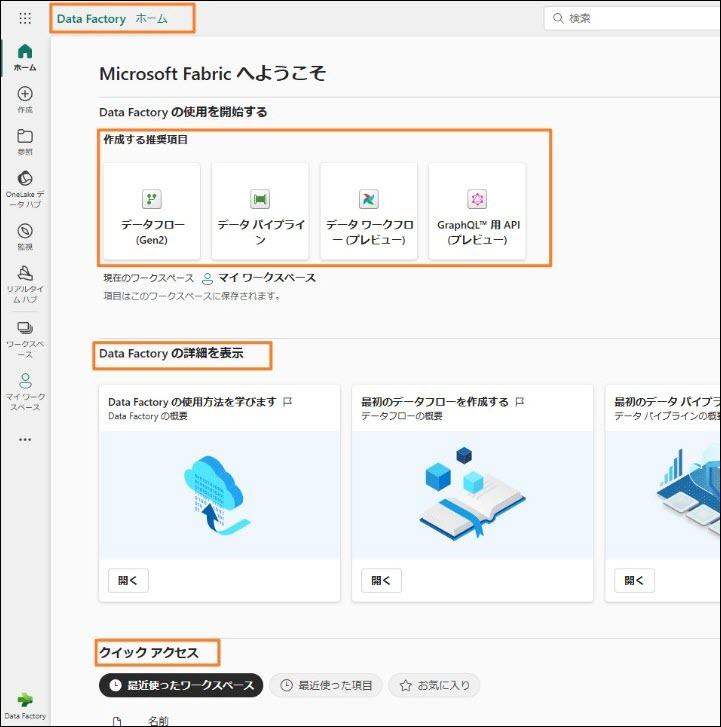 Data Factory ホーム
検索
ホーム
作成
参照
OneLake デ
ータ ハブ
監視
リアルタイ
ム ハブ
ワークスペ
ース
マイ ワーク
スペース
Data Factory
Microsoft Fabric へようこそ
Data Factory の使用を開始する
作成する推奨項目
データフロー
(Gen2)
データ パイプライ
ン
データ ワークフロ
ー (プレビュー)
GraphQL™ 用 API
(プレビュー)
現在のワークスペース マイ ワークスペース
項目はこのワークスペースに保存されます。
Data Factory の詳細を表示
Data Factory の使用方法を学びます
Data Factory の概要
開く
最初のデータフローを作成する
データフローの概要
開く
最初のデータ パイプラ
データ パイプラインの概要
開く
クイック アクセス
最近使ったワークスペース
最近使った項目
お気に入り
名前